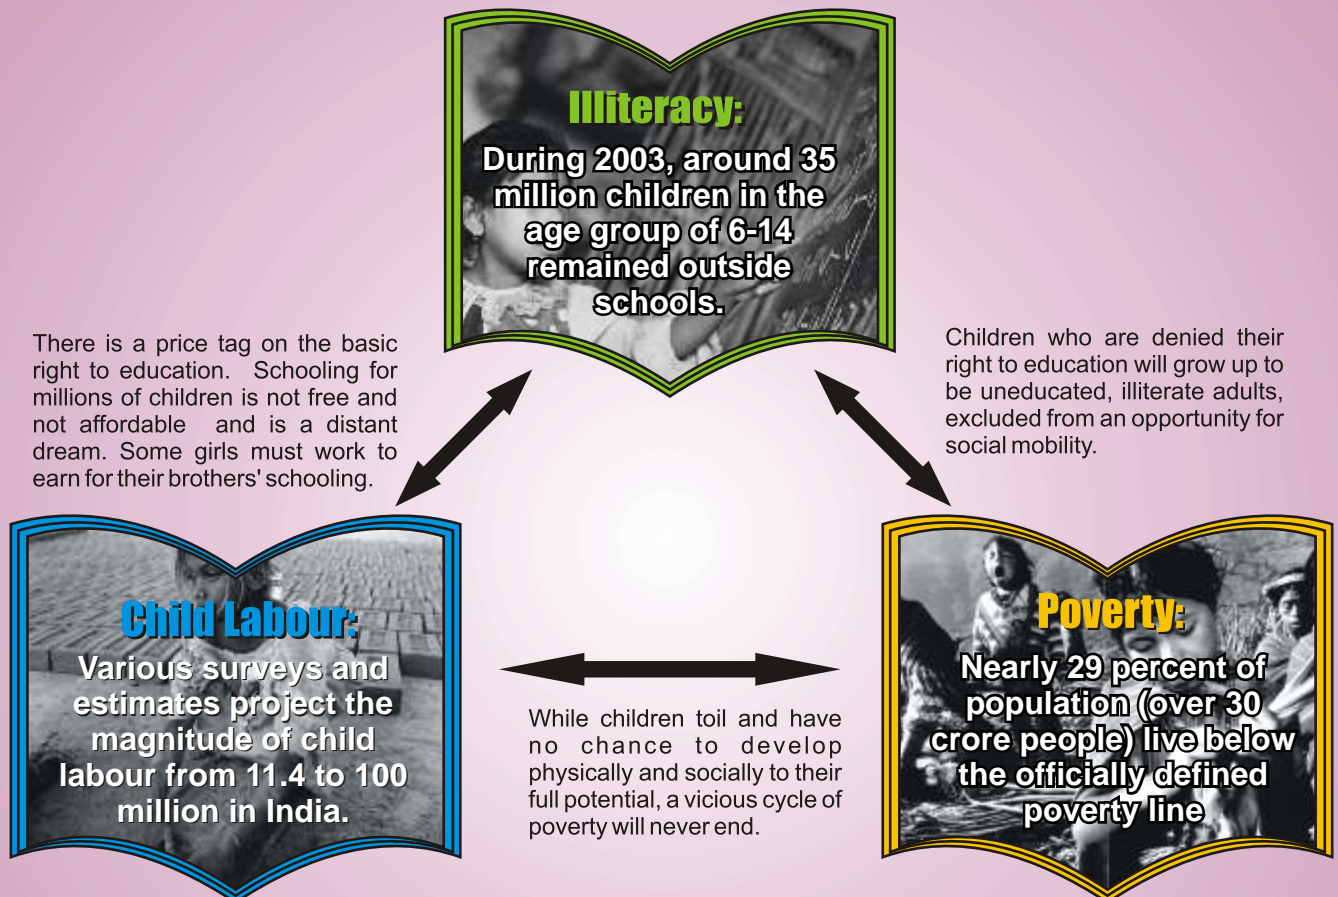 Illiteracy:
During 2003, around 35
million children in the
age group of 6-14
remained outside
schools.
There is a price tag on the basic
right to education. Schooling for
millions of children is not free and
not affordable and is a distant
dream. Some girls must work to
earn for their brothers' schooling.
Children who are denied their
right to education will grow up to
be uneducated, illiterate adults,
excluded from an opportunity for
social mobility.
Child Labour:
Various surveys and
estimates project the
magnitude of child
labour from 11.4 to 100
million in India.
While children toil and have
no chance to develop
physically and socially to their
full potential, a vicious cycle of
poverty will never end.
Poverty:
Nearly 29 percent of
population (over 30
crore people) live below
the officially defined
poverty line